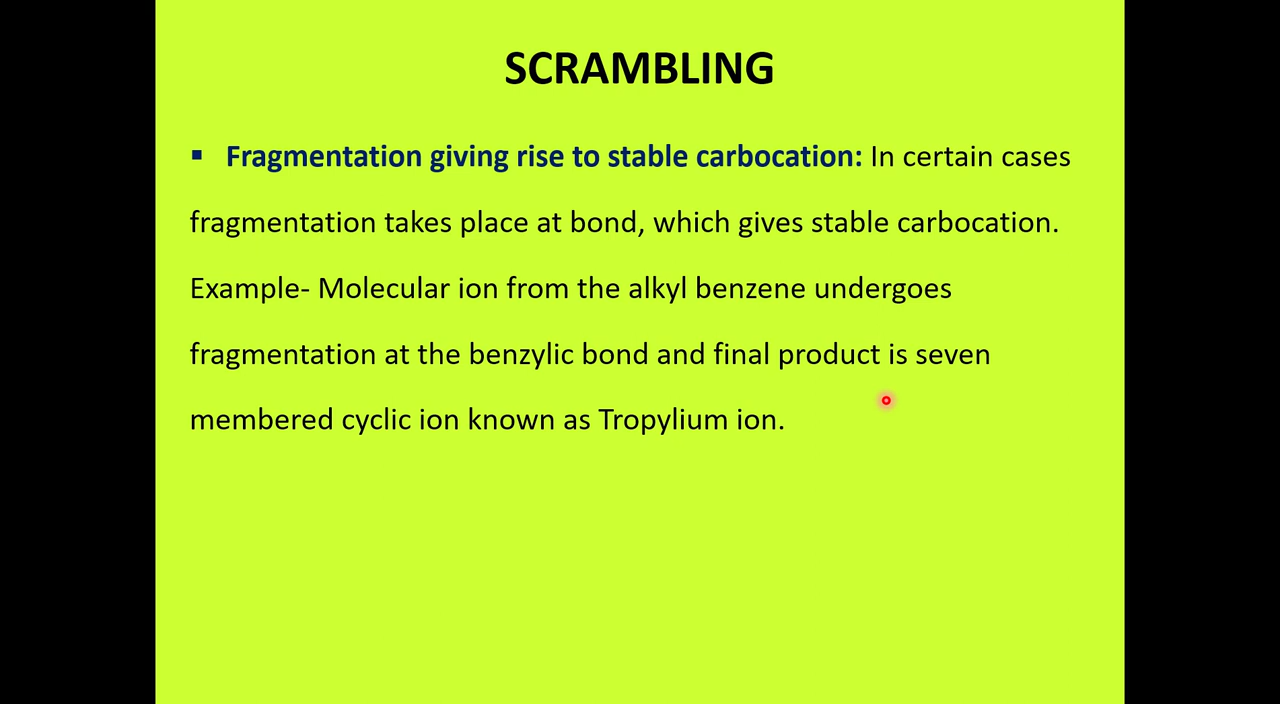 SCRAMBLING
▪ Fragmentation giving rise to stable carbocation: In certain cases
fragmentation takes place at bond, which gives stable carbocation.
Example- Molecular ion from the alkyl benzene undergoes
fragmentation at the benzylic bond and final product is seven
membered cyclic ion known as Tropylium ion.